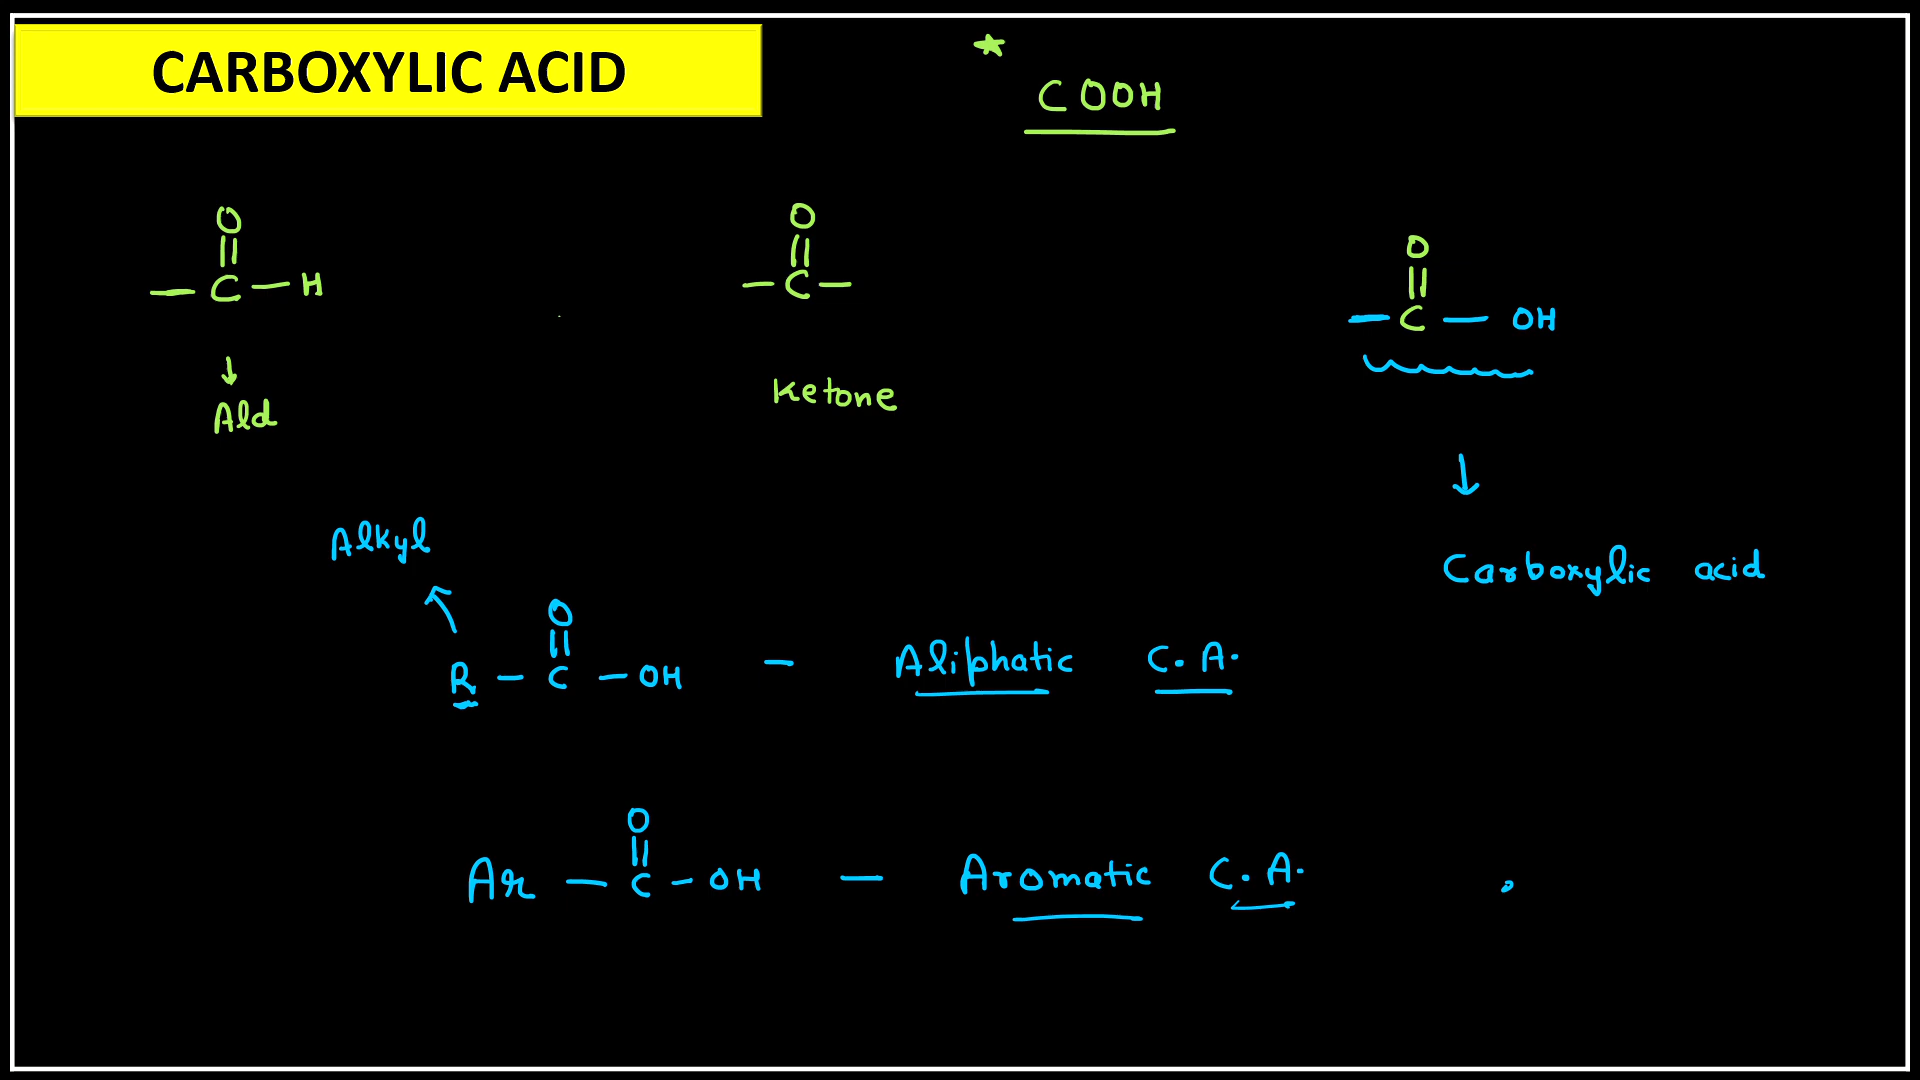 CARBOXYLIC ACID
COOH
O
||
— C — H
↓
Ald
O
||
— C —
Ketone
O
||
— C — OH
↓
Carboxylic acid
Alkyl
O
||
R — C — OH — Aliphatic C.A.
O
||
Ar — C — OH — Aromatic C.A.